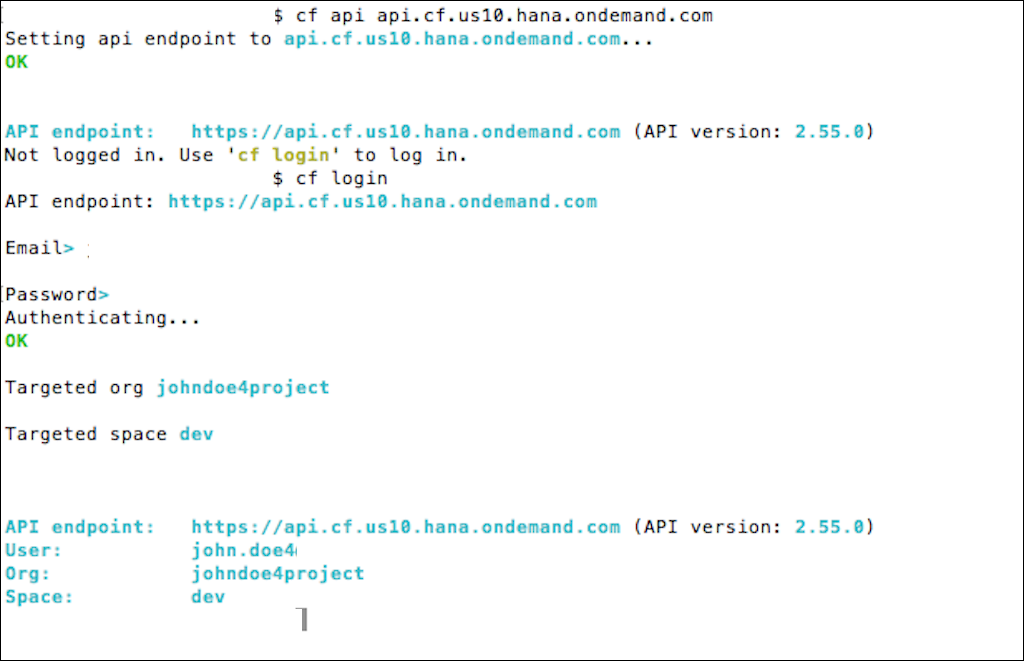 $ cf api api.cf.us10.hana.ondemand.com
Setting api endpoint to api.cf.us10.hana.ondemand.com...
OK
API endpoint: https://api.cf.us10.hana.ondemand.com (API version: 2.55.0)
Not logged in. Use 'cf login' to log in.
$ cf login
API endpoint: https://api.cf.us10.hana.ondemand.com
Email>
Password>
Authenticating...
OK
Targeted org johndoe4project
Targeted space dev
API endpoint: https://api.cf.us10.hana.ondemand.com (API version: 2.55.0)
User: john.doe4
Org: johndoe4project
Space: dev